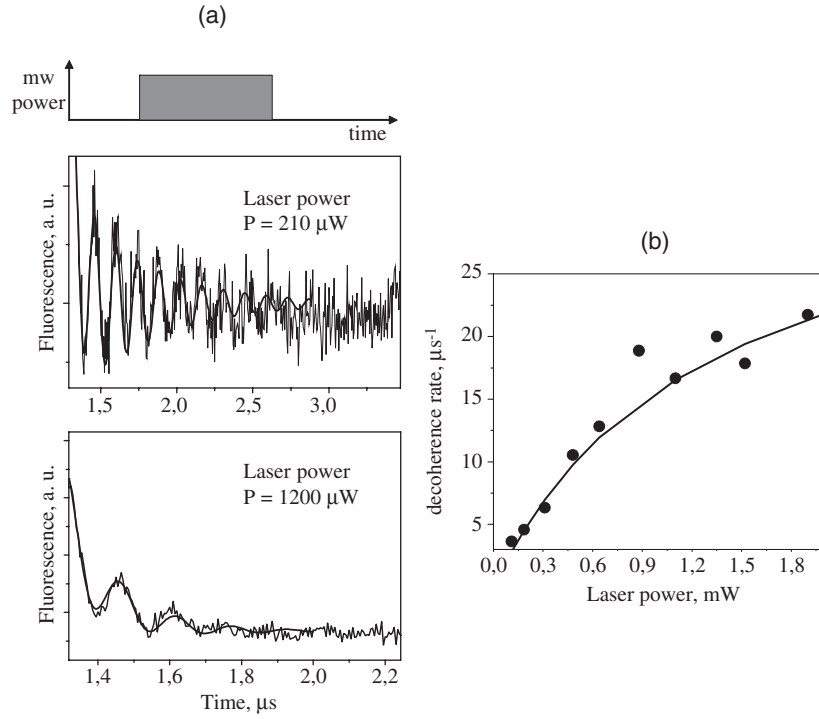 (a)
mw
power
time
Fluorescence, a. u.
Laser power
P = 210 µW
1,5 2,0 2,5 3,0
Fluorescence, a. u.
Laser power
P = 1200 µW
1,4 1,6 1,8 2,0 2,2
Time, µs
(b)
decoherence rate, µs⁻¹
25
20
15
10
5
0,0 0,3 0,6 0,9 1,2 1,5 1,8
Laser power, mW